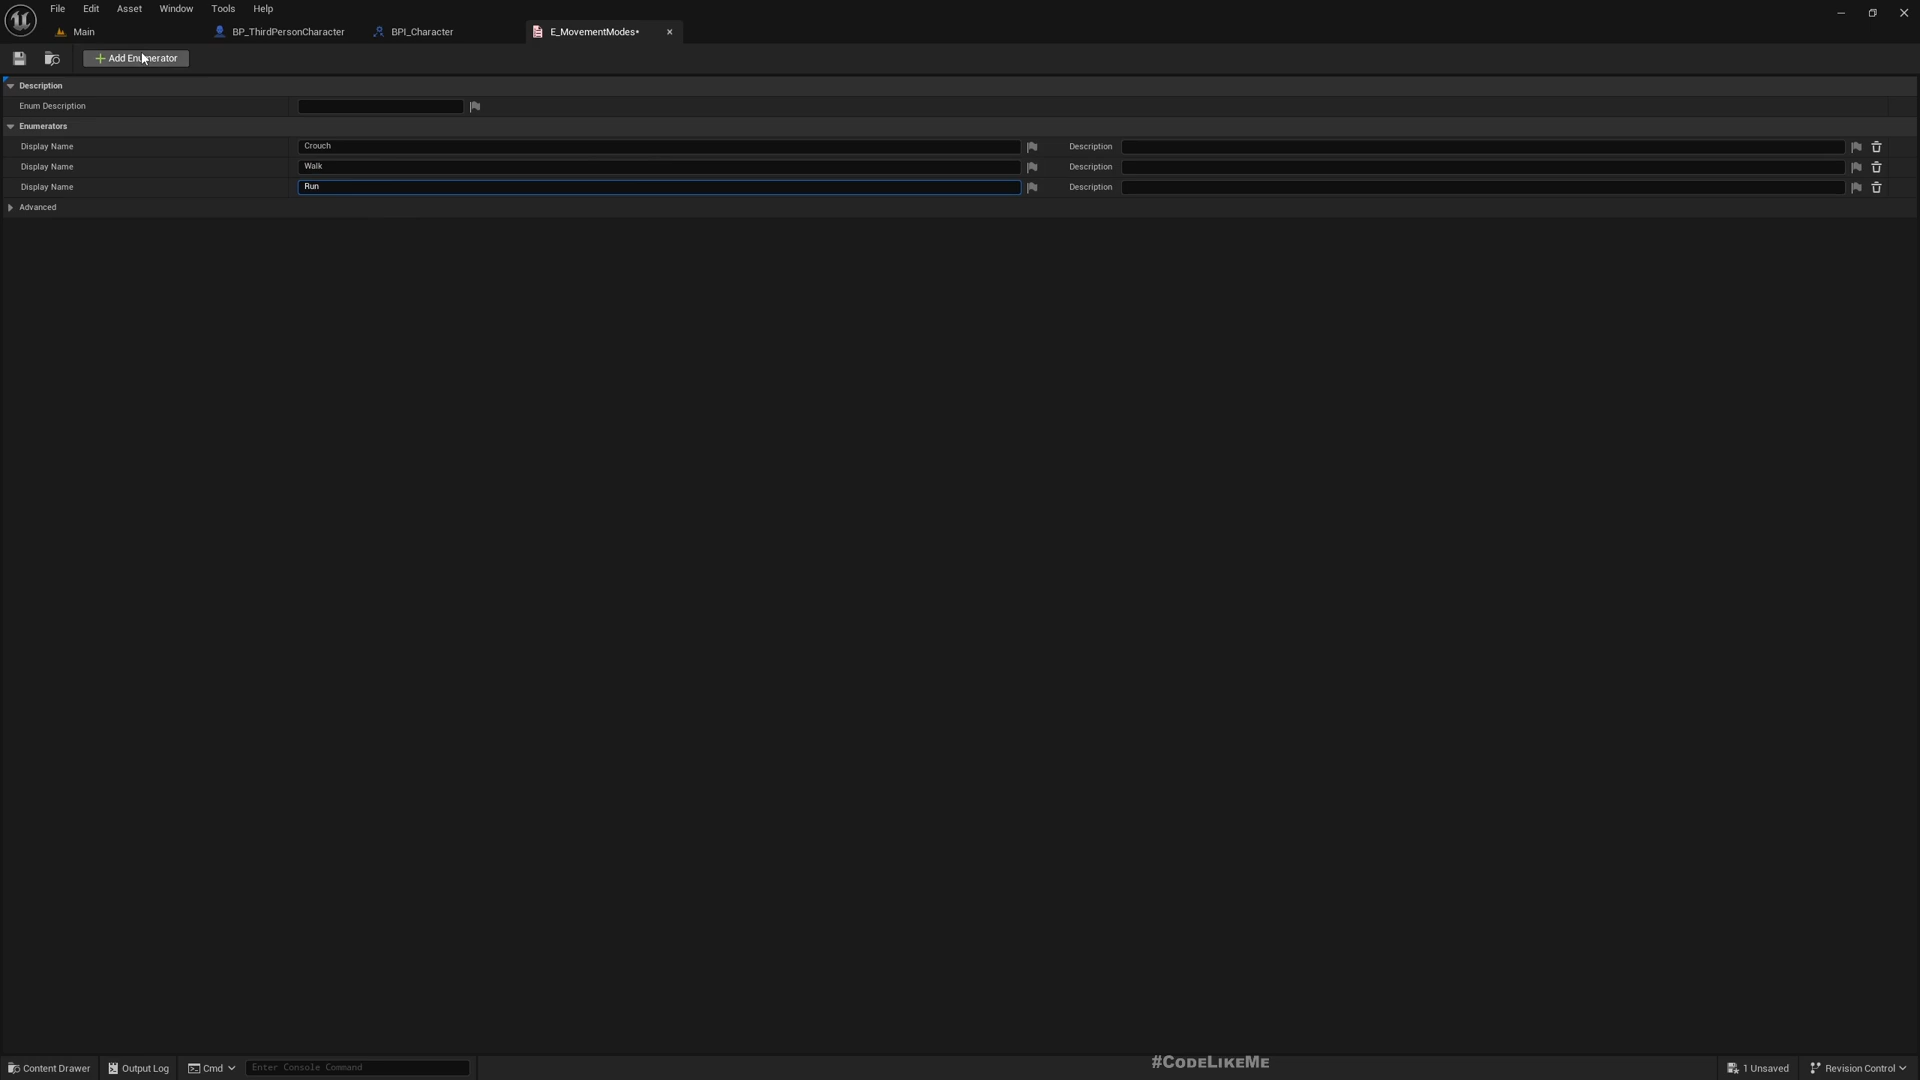 File Edit Asset Window Tools Help
Main BP_ThirdPersonCharacter BPI_Character E_MovementModes•
Add Enumerator
Description
Enum Description
Enumerators
Display Name Crouch Description
Display Name Walk Description
Display Name Run Description
Advanced
#CodeLikeMe
Content Drawer Output Log Cmd Enter Console Command 1 Unsaved Revision Control